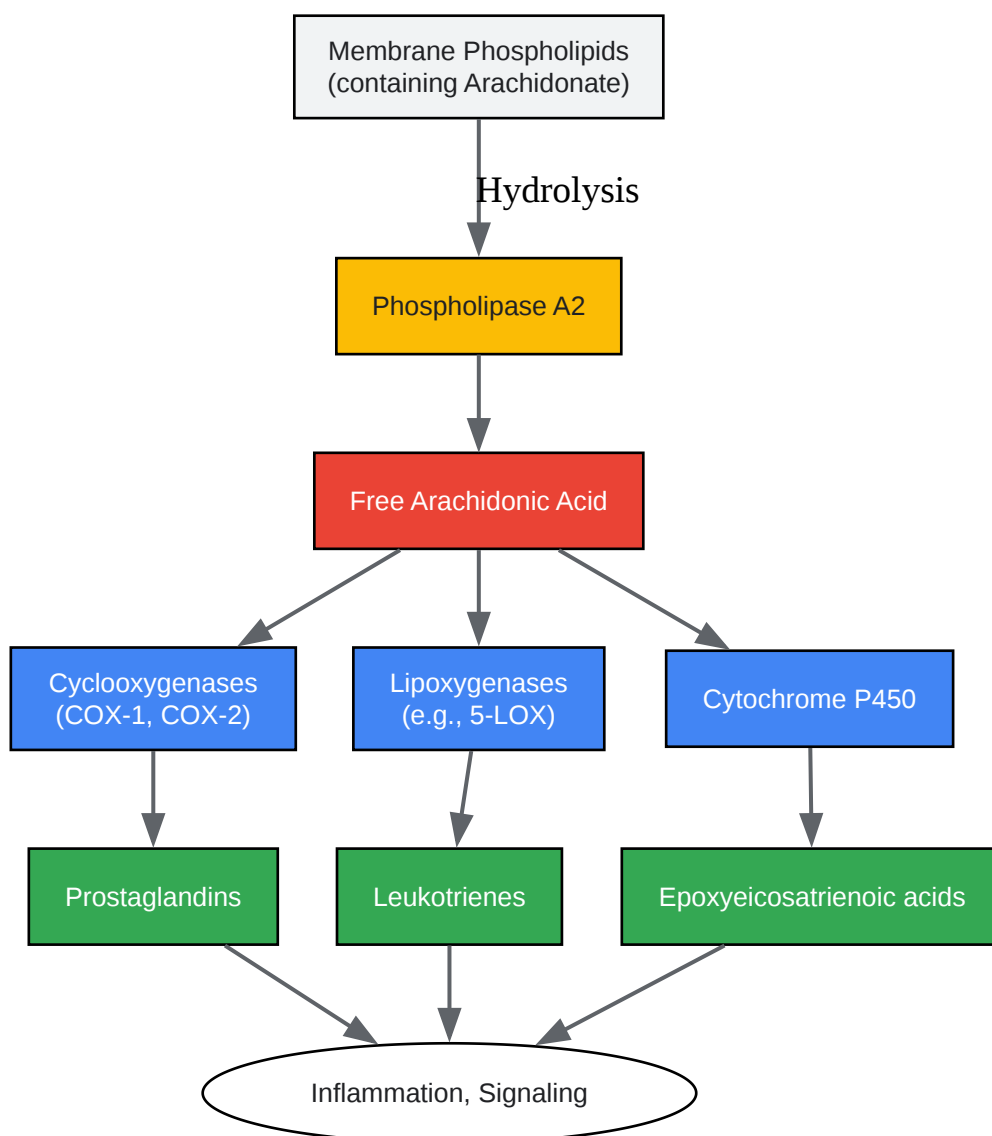 Membrane Phospholipids
(containing Arachidonate)
Hydrolysis
Phospholipase A2
Free Arachidonic Acid
Cyclooxygenases
(COX-1, COX-2)
Lipoxygenases
(e.g., 5-LOX)
Cytochrome P450
Prostaglandins
Leukotrienes
Epoxyeicosatrienoic acids
Inflammation, Signaling